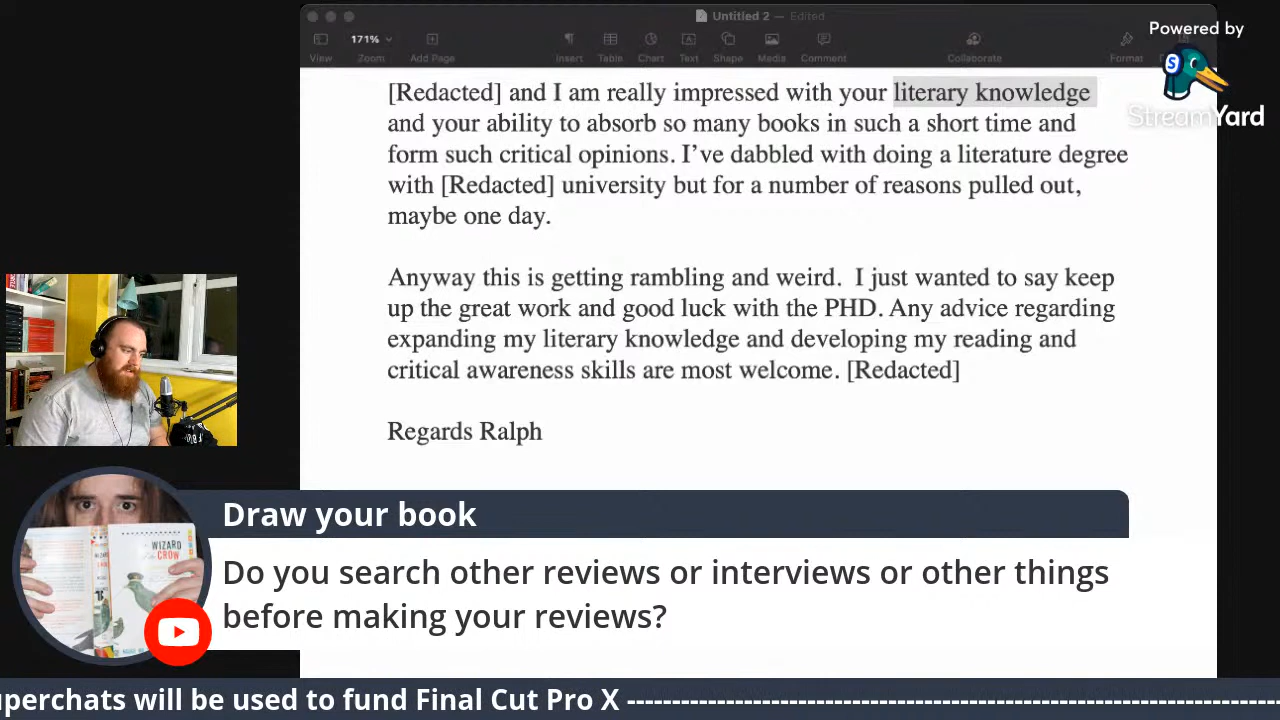 Untitled 2 — Edited
171%
View
Zoom
Add Page
Insert
Table
Chart
Text
Shape
Media
Comment
Collaborate
Format
Powered by
StreamYard
[Redacted] and I am really impressed with your literary knowledge
and your ability to absorb so many books in such a short time and
form such critical opinions. I’ve dabbled with doing a literature degree
with [Redacted] university but for a number of reasons pulled out,
maybe one day.
Anyway this is getting rambling and weird.  I just wanted to say keep
up the great work and good luck with the PHD. Any advice regarding
expanding my literary knowledge and developing my reading and
critical awareness skills are most welcome. [Redacted]
Regards Ralph
WIZARD
CROW
Draw your book
Do you search other reviews or interviews or other things
before making your reviews?
uperchats will be used to fund Final Cut Pro X ------------------------------------------------